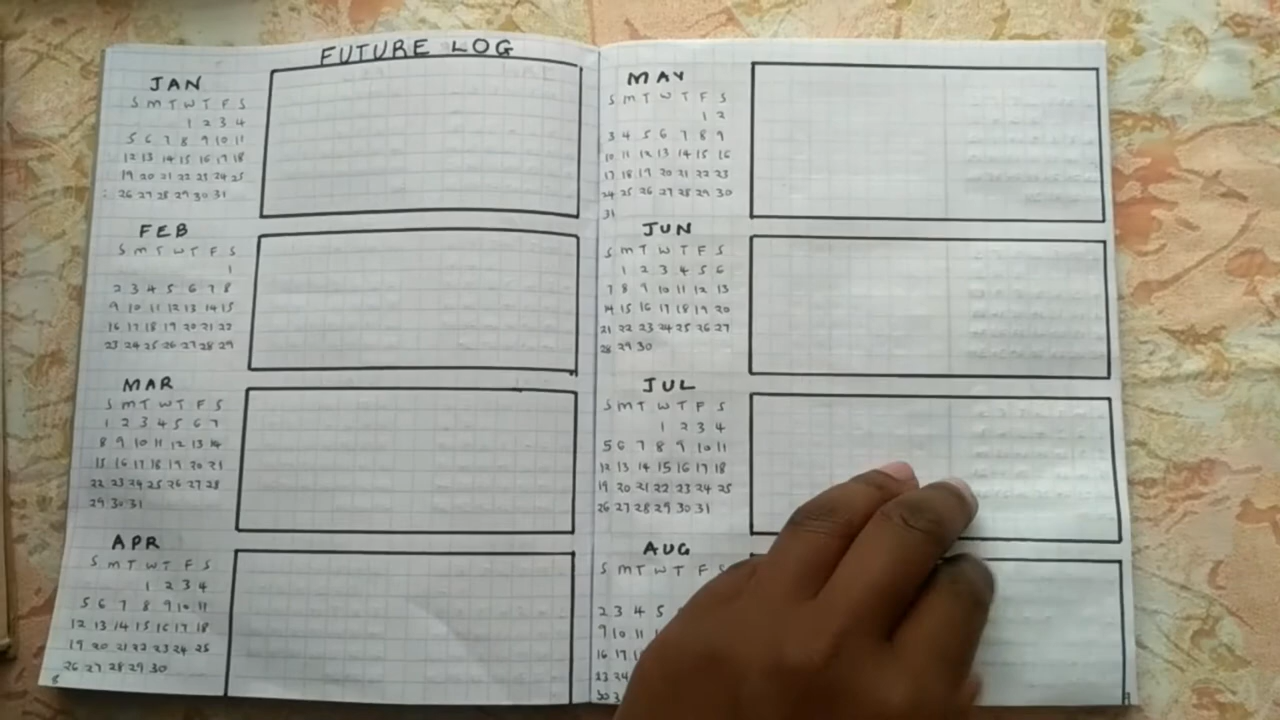 FUTURE LOG
JAN
S M T W T F S
1 2 3 4
5 6 7 8 9 10 11
12 13 14 15 16 17 18
19 20 21 22 23 24 25
26 27 28 29 30 31
FEB
S M T W T F S
1
2 3 4 5 6 7 8
9 10 11 12 13 14 15
16 17 18 19 20 21 22
23 24 25 26 27 28 29
MAR
S M T W T F S
1 2 3 4 5 6 7
8 9 10 11 12 13 14
15 16 17 18 19 20 21
22 23 24 25 26 27 28
29 30 31
APR
S M T W T F S
1 2 3 4
5 6 7 8 9 10 11
12 13 14 15 16 17 18
19 20 21 22 23 24 25
26 27 28 29 30
8
MAY
S M T W T F S
1 2
3 4 5 6 7 8 9
10 11 12 13 14 15 16
17 18 19 20 21 22 23
24 25 26 27 28 29 30
31
JUN
S M T W T F S
1 2 3 4 5 6
7 8 9 10 11 12 13
14 15 16 17 18 19 20
21 22 23 24 25 26 27
28 29 30
JUL
S M T W T F S
1 2 3 4
5 6 7 8 9 10 11
12 13 14 15 16 17 18
19 20 21 22 23 24 25
26 27 28 29 30 31
AUG
S M T W T F S
2 3 4 5
9 10 11
16 17
23 24
30